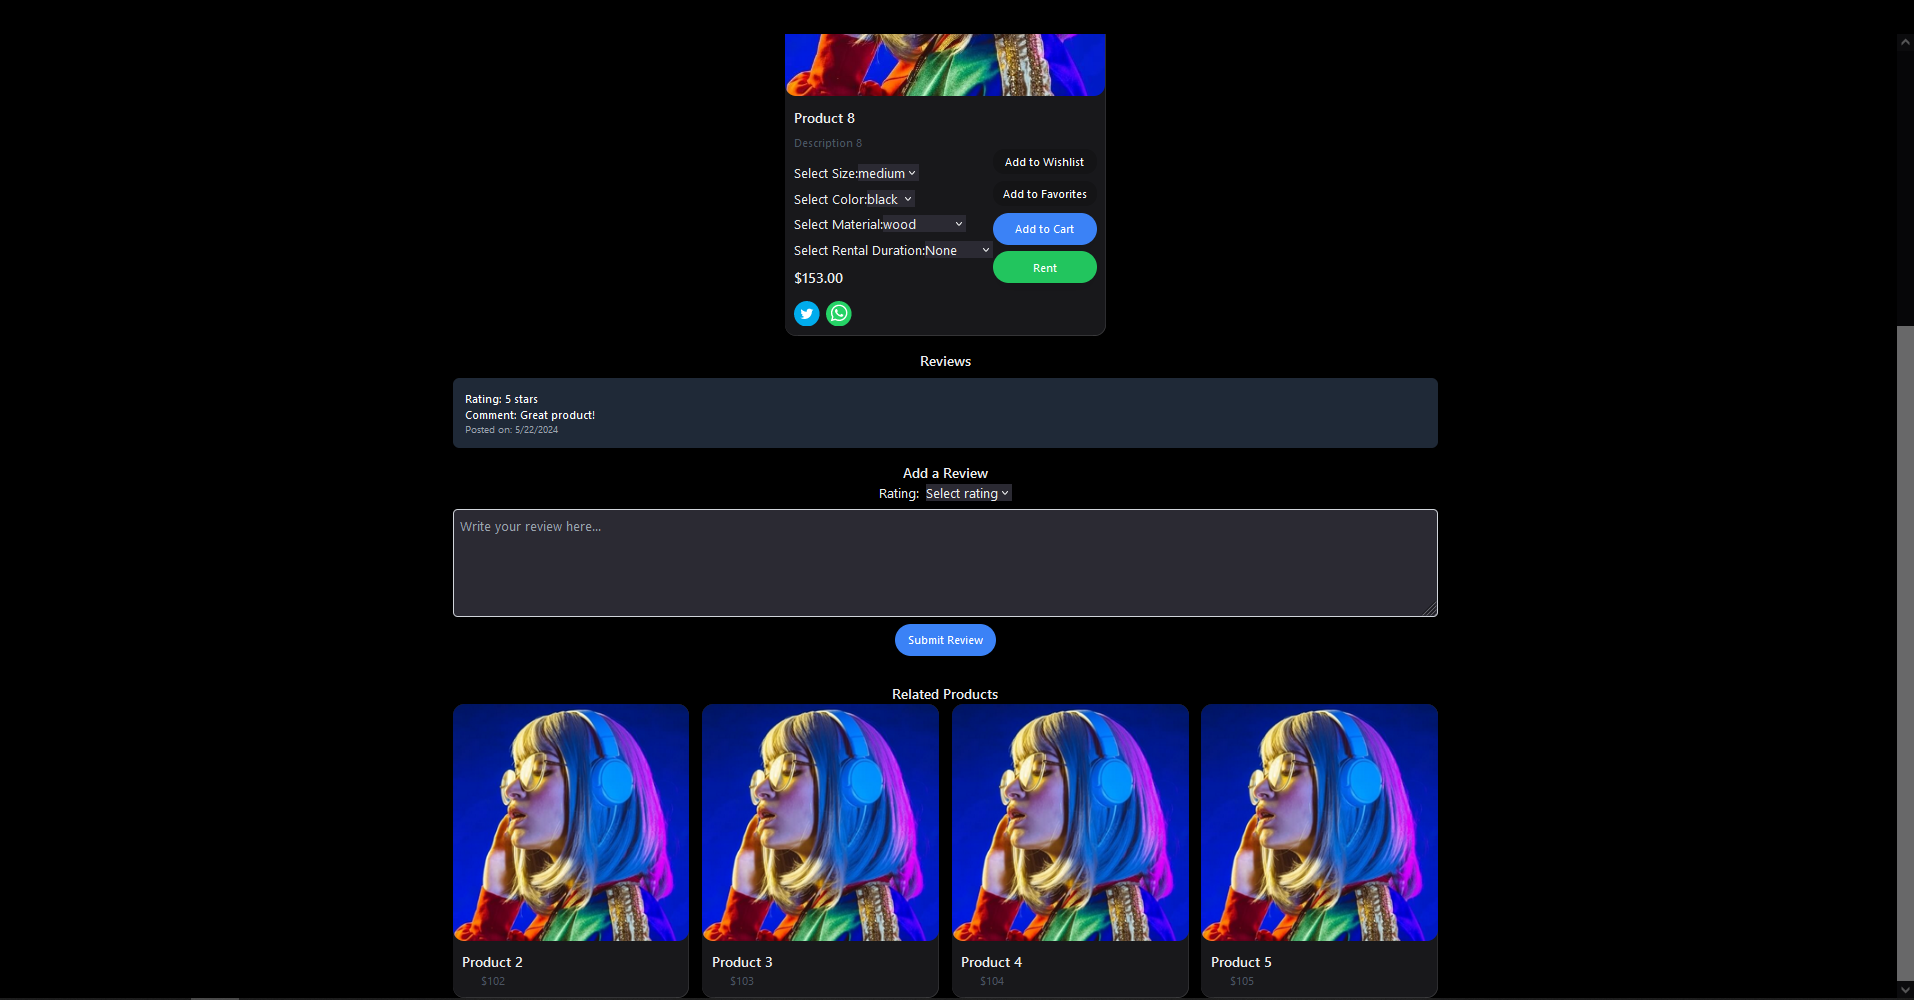 Product 8
Description 8
Select Size:medium
Select Color:black
Select Material:wood
Select Rental Duration:None
$153.00
Add to Wishlist
Add to Favorites
Add to Cart
Rent
Reviews
Rating: 5 stars
Comment: Great product!
Posted on: 5/22/2024
Add a Review
Rating: Select rating
Write your review here...
Submit Review
Related Products
Product 2
$102
Product 3
$103
Product 4
$104
Product 5
$105